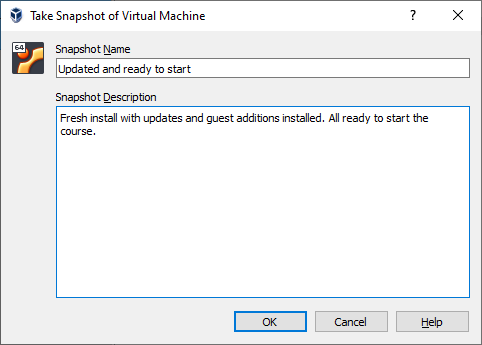 Take Snapshot of Virtual Machine
64
Snapshot Name
Updated and ready to start
Snapshot Description
Fresh install with updates and guest additions installed. All ready to start the
course.
OK Cancel Help